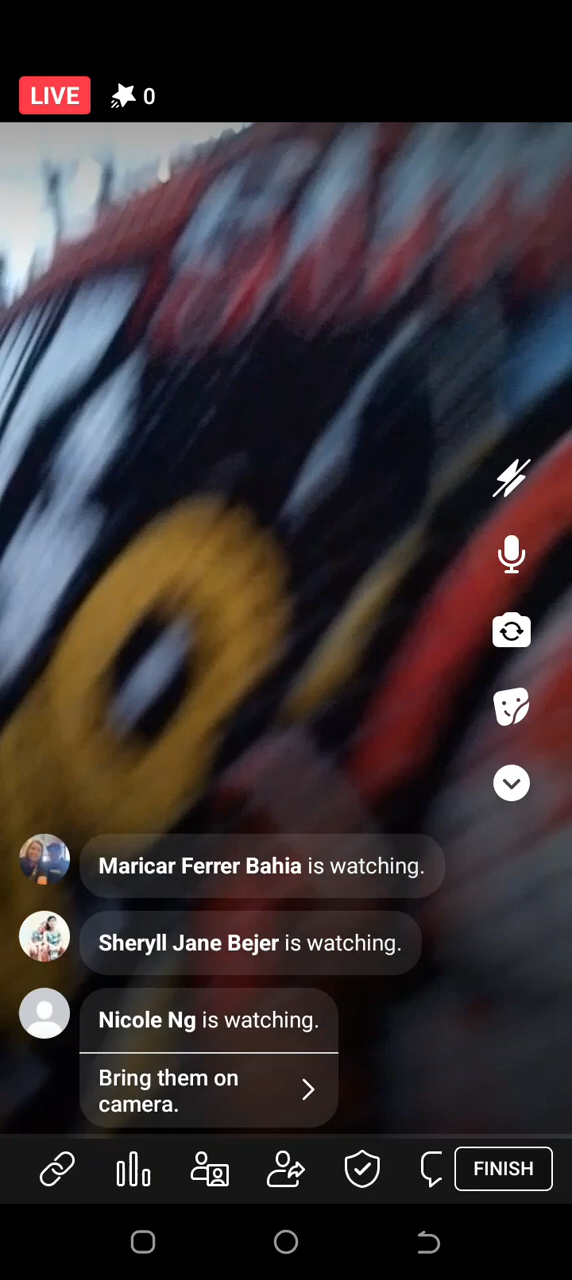 LIVE 0
Maricar Ferrer Bahia is watching.
Sheryll Jane Bejer is watching.
Nicole Ng is watching.
Bring them on
camera.
FINISH